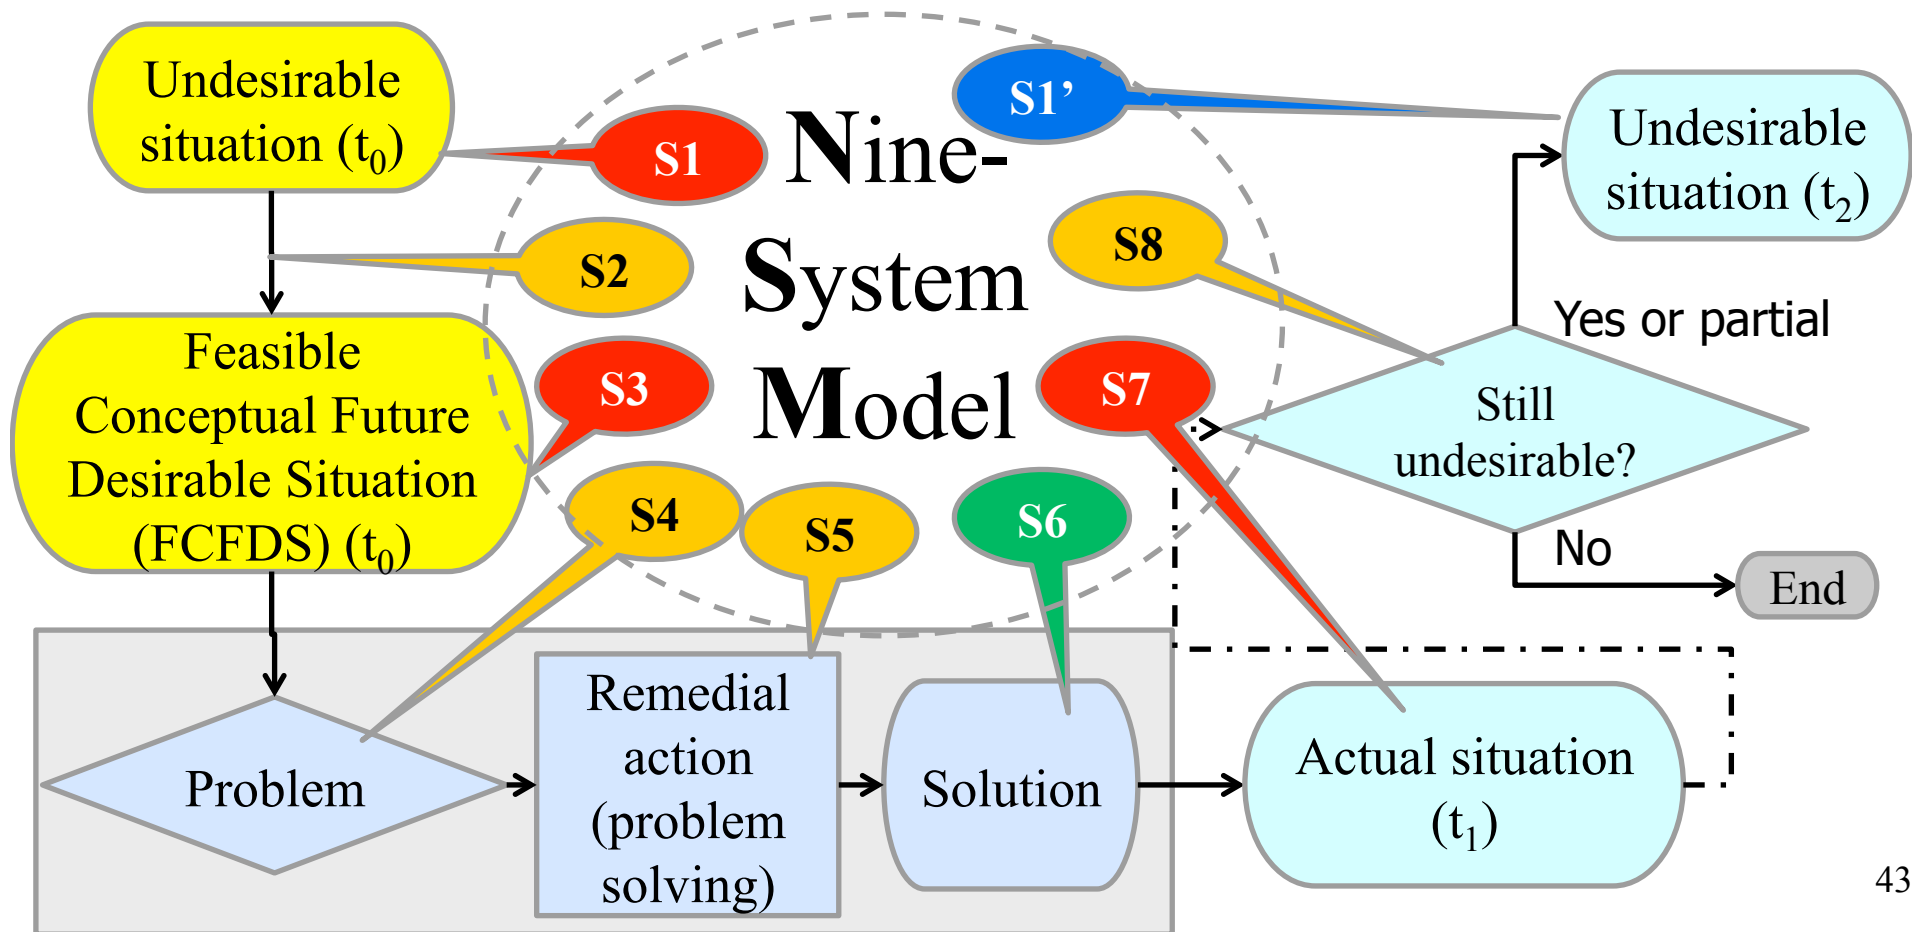 Undesirable
situation (t₀)
S1
S2
Feasible
Conceptual Future
Desirable Situation
(FCFDS) (t₀)
S3
Nine-
System
Model
S1’
S8
S7
S4
S5
S6
Undesirable
situation (t₂)
Yes or partial
Still
undesirable?
No
End
Problem
Remedial
action
(problem
solving)
Solution
Actual situation
(t₁)
43